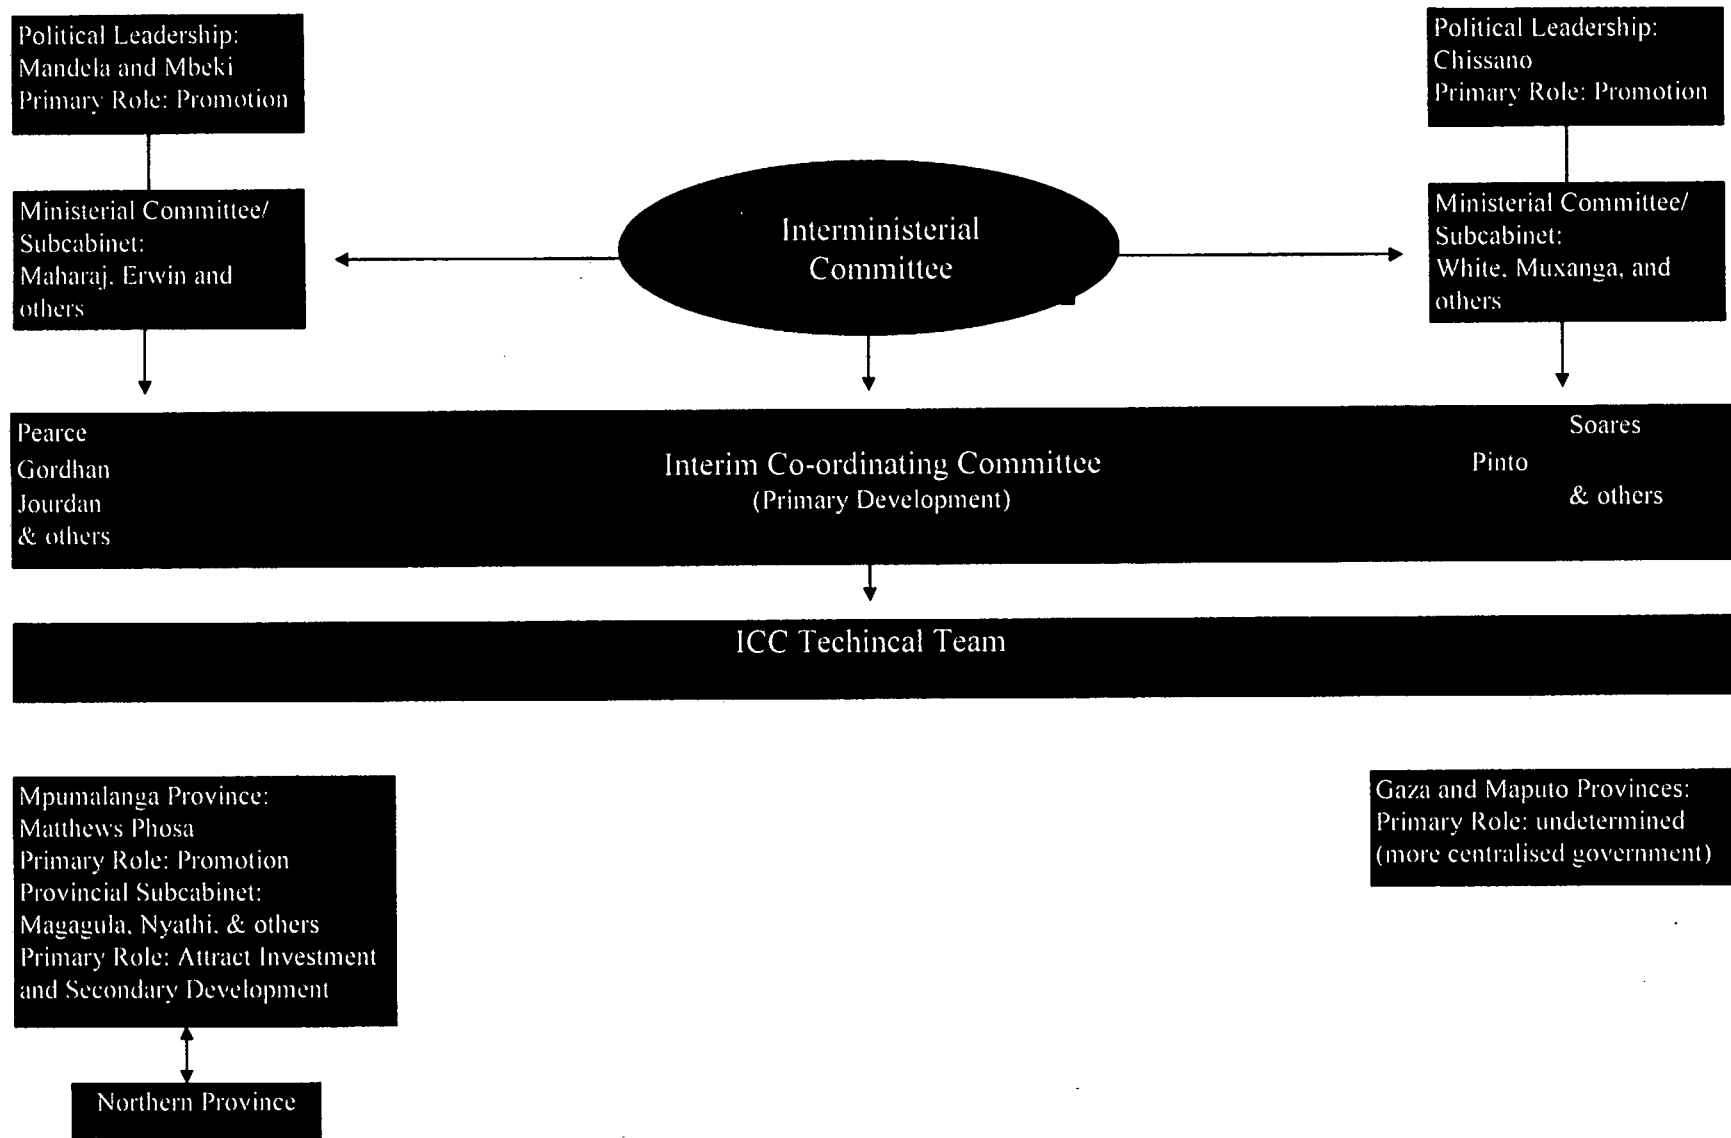 Political Leadership:
Mandela and Mbeki
Primary Role: Promotion
Political Leadership:
Chissano
Primary Role: Promotion
Ministerial Committee/
Subcabinet:
Maharaj, Erwin and
others
Interministerial
Committee
Ministerial Committee/
Subcabinet:
White, Muxanga, and
others
Pearce
Gordhan
Jourdan
& others
Interim Co-ordinating Committee
(Primary Development)
Soares
Pinto
& others
ICC Techincal Team
Mpumalanga Province:
Matthews Phosa
Primary Role: Promotion
Provincial Subcabinet:
Magagula, Nyathi, & others
Primary Role: Attract Investment
and Secondary Development
Gaza and Maputo Provinces:
Primary Role: undetermined
(more centralised government)
Northern Province